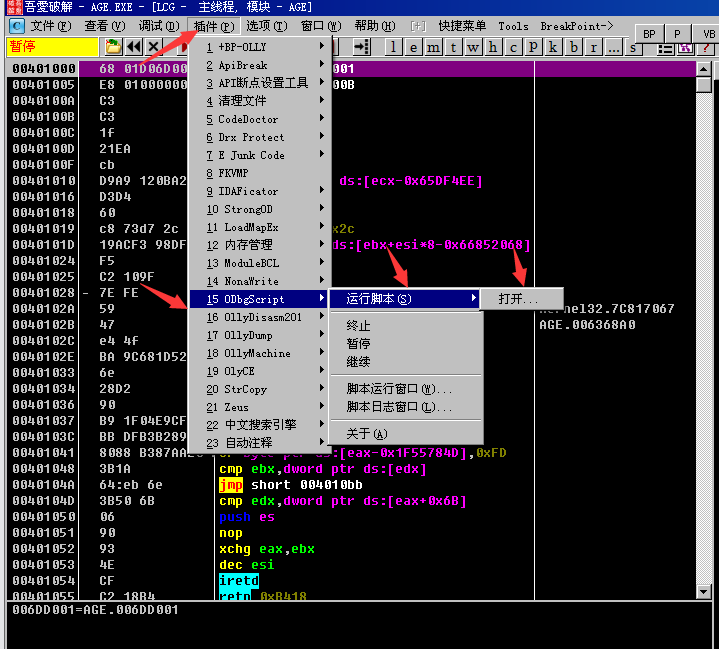 吾愛破解 - AGE.EXE - [LCG - 主线程, 模块 - AGE]
C 文件(F) 查看(V) 调试(D) 插件(P) 选项(T) 窗口(W) 帮助(H) [+] 快捷菜单 Tools BreakPoint->
暂停 l e m t w h c P k b r ... s BP P VB
00401000 68 01D06D00 001
00401005 E8 01000000 00B
0040100A C3
0040100B C3
0040100C 1f
0040100D 21EA
0040100F cb
00401010 D9A9 120BA2 ds:[ecx-0x65DF4EE]
00401016 D3D4
00401018 60
00401019 c8 73d7 2c x2c
0040101D 19ACF3 98DF ds:[ebx+esi*8-0x66852068]
00401024 F5
00401025 C2 109F
00401028 - 7E FE
0040102A 59 kernel32.7C817067
0040102B 47 AGE.006368A0
0040102C e4 4f
0040102E BA 9C681D52
00401033 6e
00401034 28D2
00401036 90
00401037 B9 1F04E9CF
0040103C BB DFB3B289
00401041 8088 B387AA20 or byte ptr ds:[eax-0x1F55784D],0xFD
00401048 3B1A cmp ebx,dword ptr ds:[edx]
0040104A 64:eb 6e jmp short 004010bb
0040104D 3B50 6B cmp edx,dword ptr ds:[eax+0x6B]
00401050 06 push es
00401051 90 nop
00401052 93 xchg eax,ebx
00401053 4E dec esi
00401054 CF iretd
00401055 C2 18B4 retn 0xB418
006DD001=AGE.006DD001
1 +BP-OLLY
2 ApiBreak
3 API断点设置工具
4 清理文件
5 CodeDoctor
6 Drx Protect
7 E Junk Code
8 FKVMP
9 IDAFicator
10 StrongOD
11 LoadMapEx
12 内存管理
13 ModuleBCL
14 NonaWrite
15 ODbgScript
16 OllyDisasm201
17 OllyDump
18 OllyMachine
19 OlyCE
20 StrCopy
21 Zeus
22 中文搜索引擎
23 自动注释
运行脚本(S)
终止
暂停
继续
脚本运行窗口(W)...
脚本日志窗口(L)...
关于(A)
打开...